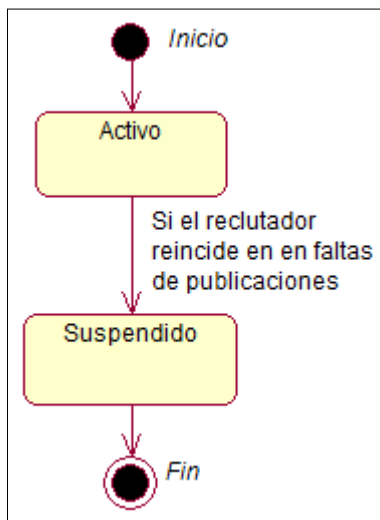 Inicio
Activo
Si el reclutador
reincide en en faltas
de publicaciones
Suspendido
Fin